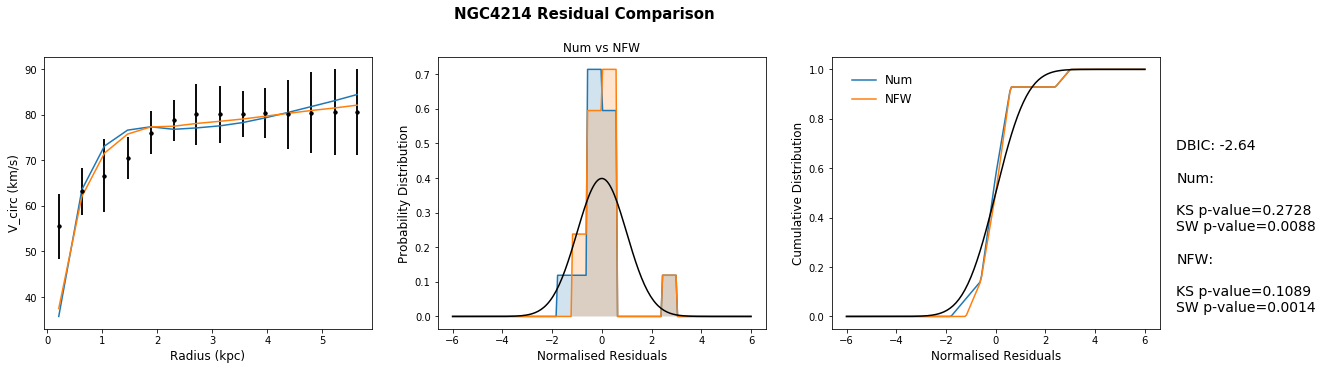 NGC4214 Residual Comparison
90
80
70
60
50
40
V_circ (km/s)
0
1
2
3
4
5
Radius (kpc)
Num vs NFW
0.7
0.6
0.5
0.4
0.3
0.2
0.1
0.0
Probability Distribution
−6
−4
−2
0
2
4
6
Normalised Residuals
1.0
0.8
0.6
0.4
0.2
0.0
Cumulative Distribution
Num
NFW
−6
−4
−2
0
2
4
6
Normalised Residuals
DBIC: -2.64
Num:
KS p-value=0.2728
SW p-value=0.0088
NFW:
KS p-value=0.1089
SW p-value=0.0014